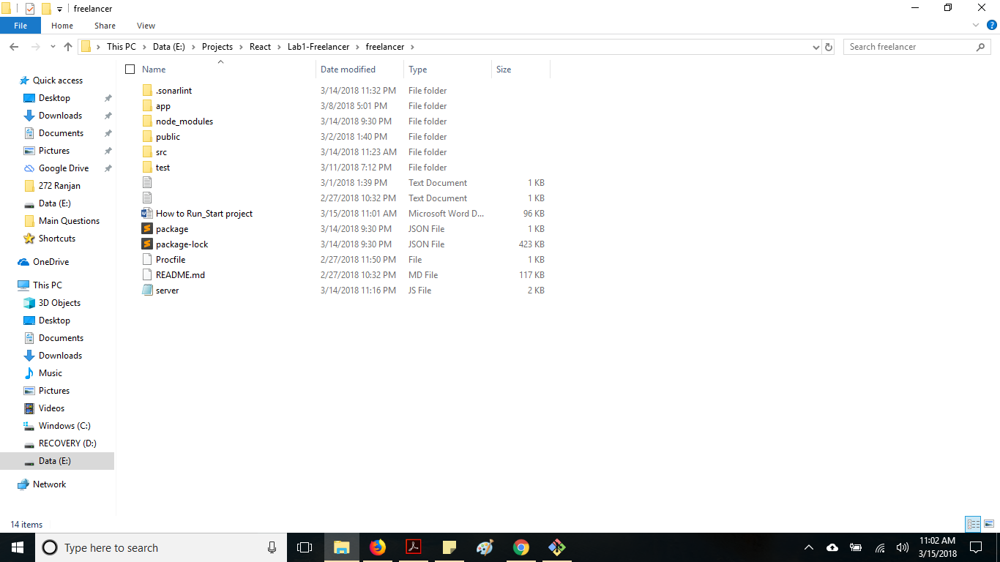 freelancer
File Home Share View
This PC Data (E:) Projects React Lab1-Freelancer freelancer Search freelancer
Name Date modified Type Size
.sonarlint 3/14/2018 11:32 PM File folder
app 3/8/2018 5:01 PM File folder
node_modules 3/14/2018 9:30 PM File folder
public 3/2/2018 1:40 PM File folder
src 3/14/2018 11:23 AM File folder
test 3/11/2018 7:12 PM File folder
3/1/2018 1:39 PM Text Document 1 KB
2/27/2018 10:32 PM Text Document 1 KB
How to Run_Start project 3/15/2018 11:01 AM Microsoft Word D... 96 KB
package 3/14/2018 9:30 PM JSON File 1 KB
package-lock 3/14/2018 9:30 PM JSON File 423 KB
Procfile 2/27/2018 11:50 PM File 1 KB
README.md 2/27/2018 10:32 PM MD File 117 KB
server 3/14/2018 11:16 PM JS File 2 KB
Quick access
Desktop
Downloads
Documents
Pictures
Google Drive
272 Ranjan
Data (E:)
Main Questions
Shortcuts
OneDrive
This PC
3D Objects
Desktop
Documents
Downloads
Music
Pictures
Videos
Windows (C:)
RECOVERY (D:)
Data (E:)
Network
14 items
Type here to search
11:02 AM
3/15/2018